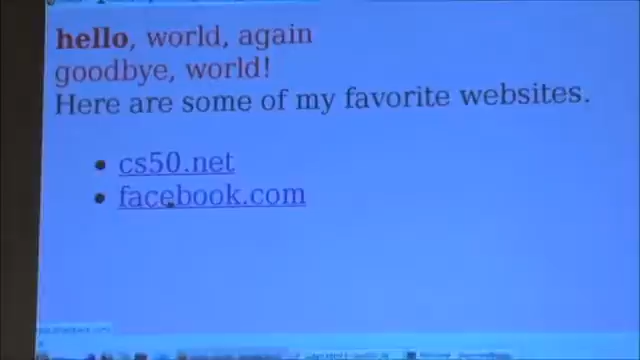 hello, world, again
goodbye, world!
Here are some of my favorite websites.
cs50.net
facebook.com